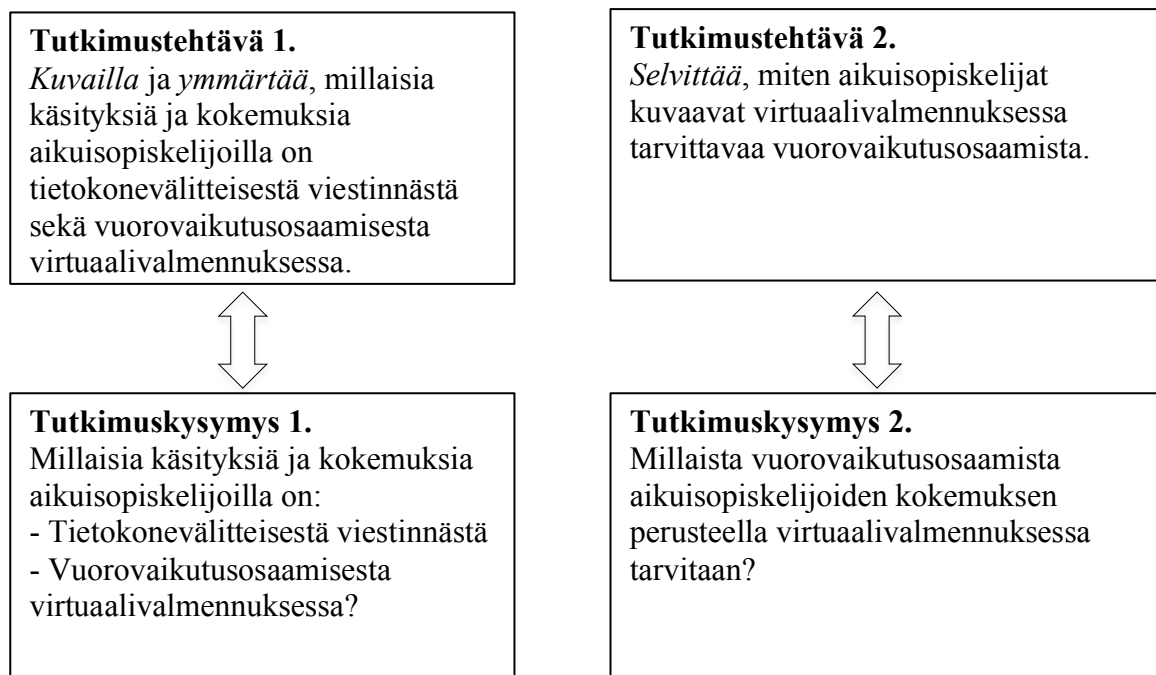 Tutkimustehtävä 1.
Kuvailla ja ymmärtää, millaisia
käsityksiä ja kokemuksia
aikuisopiskelijoilla on
tietokonevälitteisestä viestinnästä
sekä vuorovaikutusosaamisesta
virtuaalivalmennuksessa.
Tutkimustehtävä 2.
Selvittää, miten aikuisopiskelijat
kuvaavat virtuaalivalmennuksessa
tarvittavaa vuorovaikutusosaamista.
Tutkimuskysymys 1.
Millaisia käsityksiä ja kokemuksia
aikuisopiskelijoilla on:
- Tietokonevälitteisestä viestinnästä
- Vuorovaikutusosaamisesta
virtuaalivalmennuksessa?
Tutkimuskysymys 2.
Millaista vuorovaikutusosaamista
aikuisopiskelijoiden kokemuksen
perusteella virtuaalivalmennuksessa
tarvitaan?